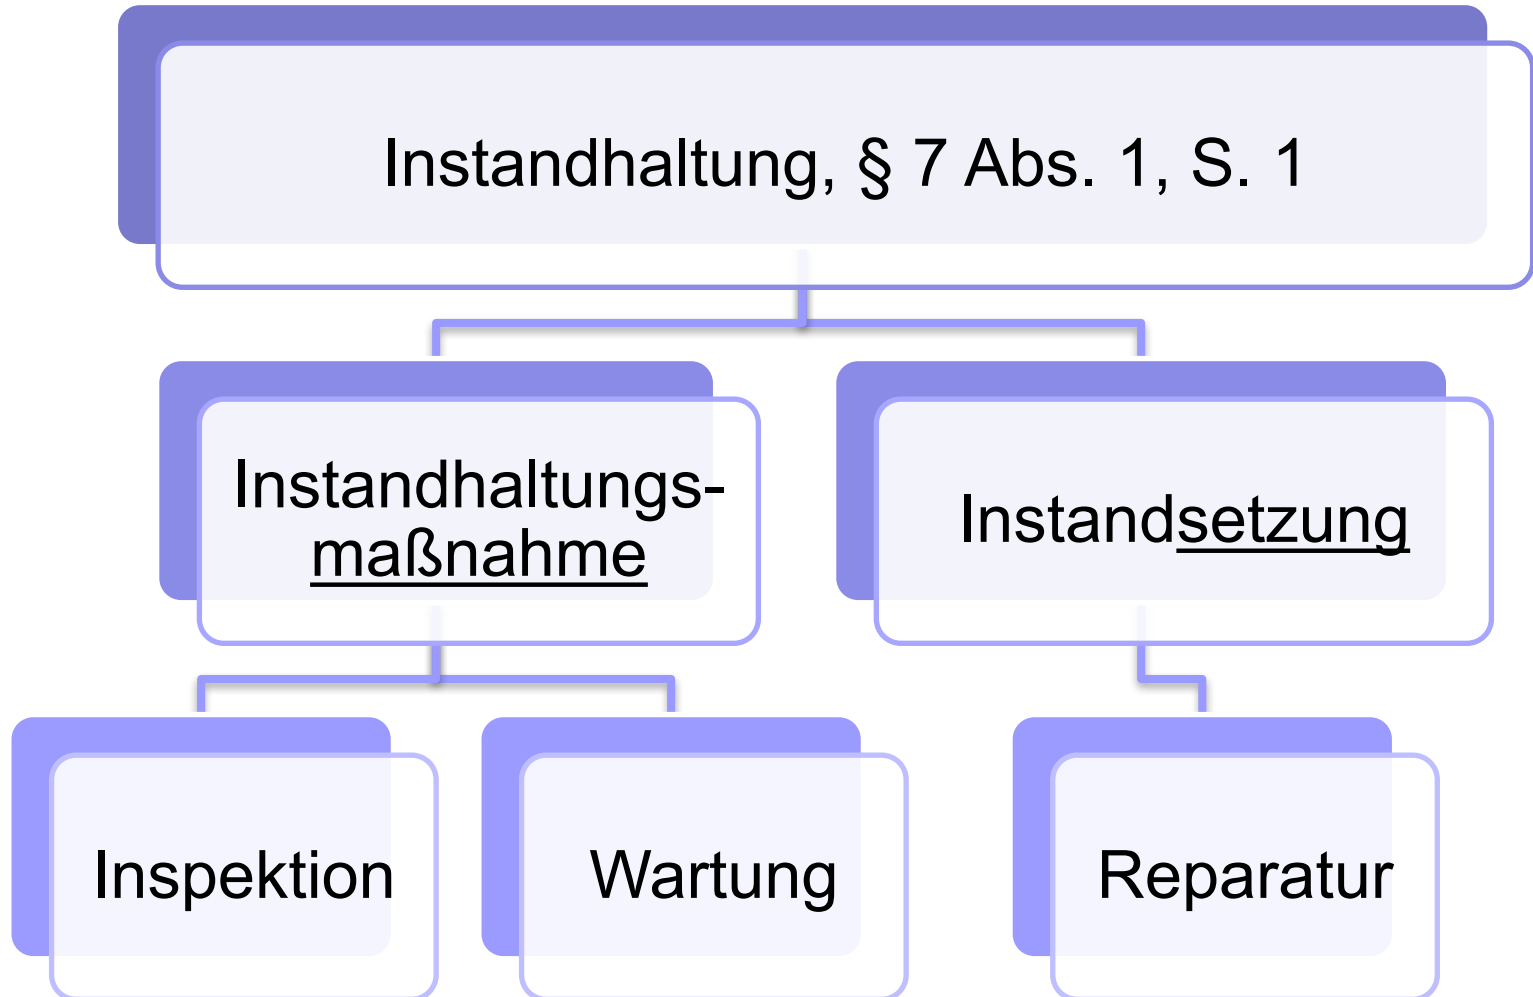 Instandhaltung, § 7 Abs. 1, S. 1
Instandhaltungs-
maßnahme
Instandsetzung
Inspektion
Wartung
Reparatur